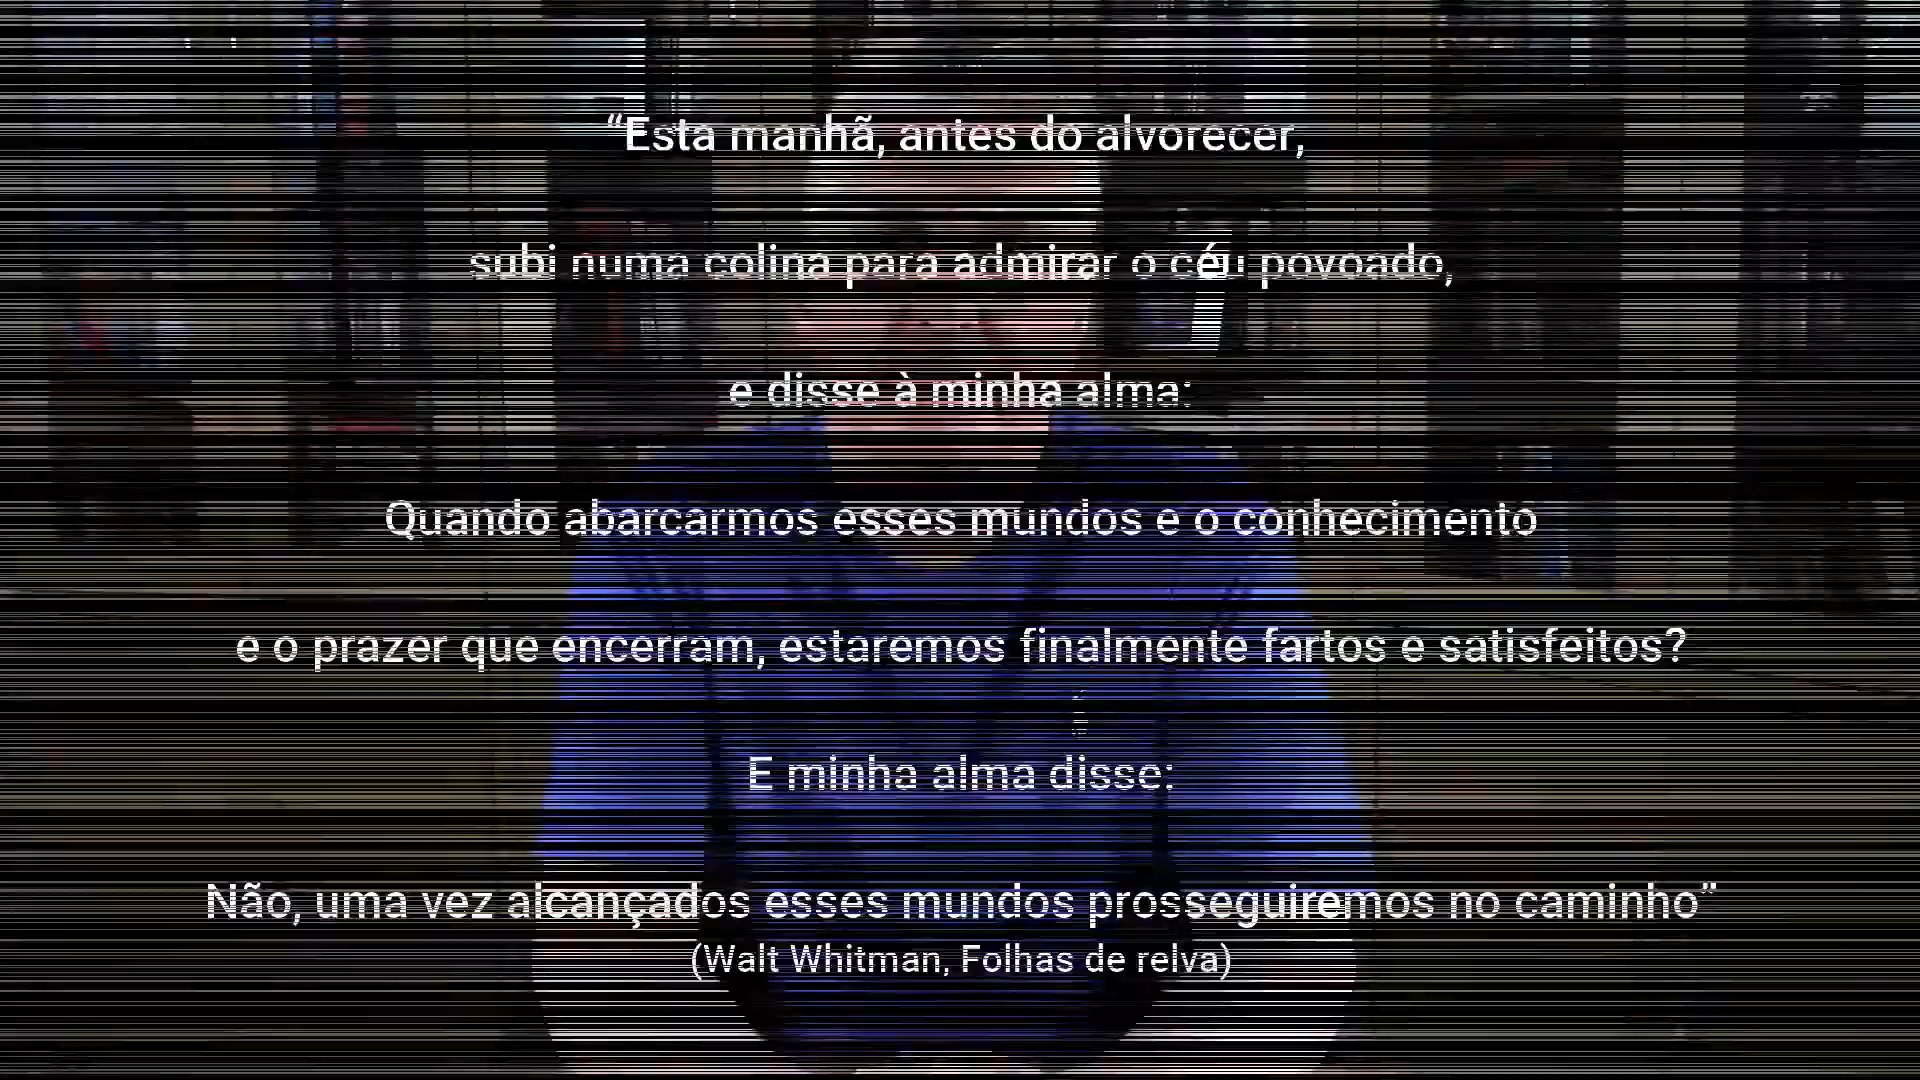 “Esta manhã, antes do alvorecer,
subi numa colina para admirar o céu povoado,
e disse à minha alma:
Quando abarcarmos esses mundos e o conhecimento
e o prazer que encerram, estaremos finalmente fartos e satisfeitos?
E minha alma disse:
Não, uma vez alcançados esses mundos prosseguiremos no caminho”
(Walt Whitman, Folhas de relva)